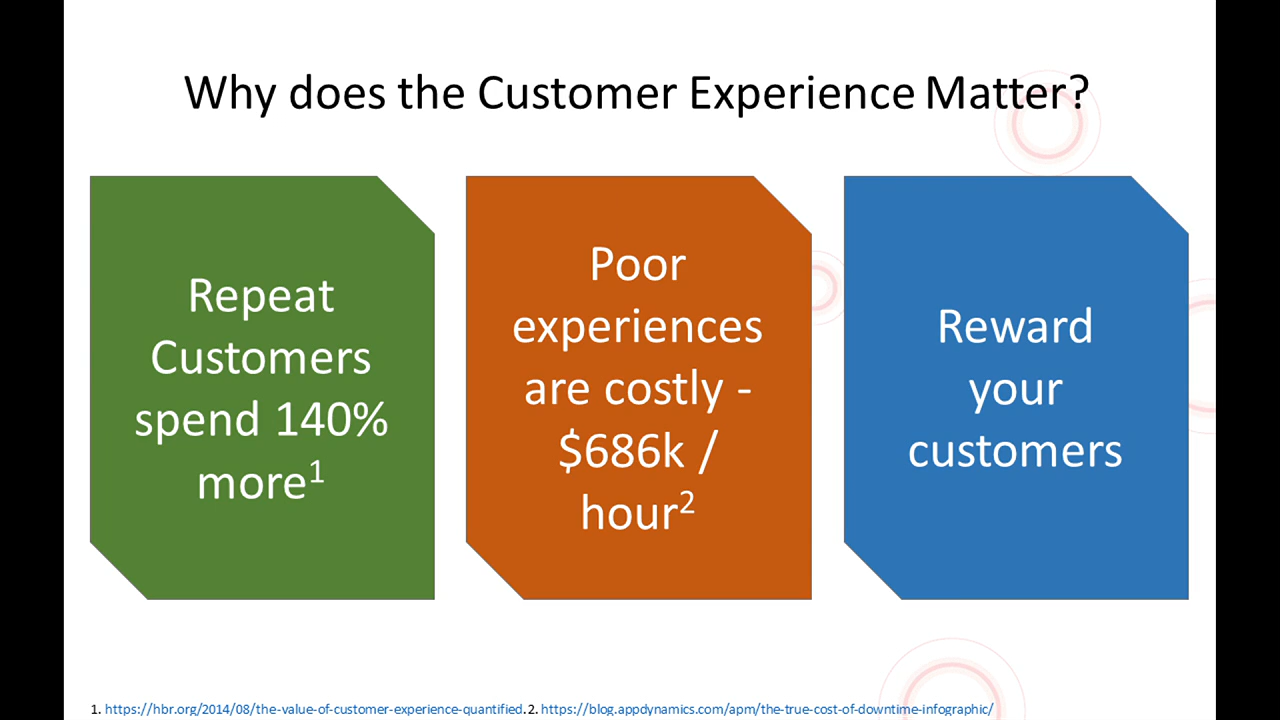 Why does the Customer Experience Matter?
Repeat
Customers
spend 140%
more¹
Poor
experiences
are costly -
$686k /
hour²
Reward
your
customers
1. https://hbr.org/2014/08/the-value-of-customer-experience-quantified. 2. https://blog.appdynamics.com/apm/the-true-cost-of-downtime-infographic/